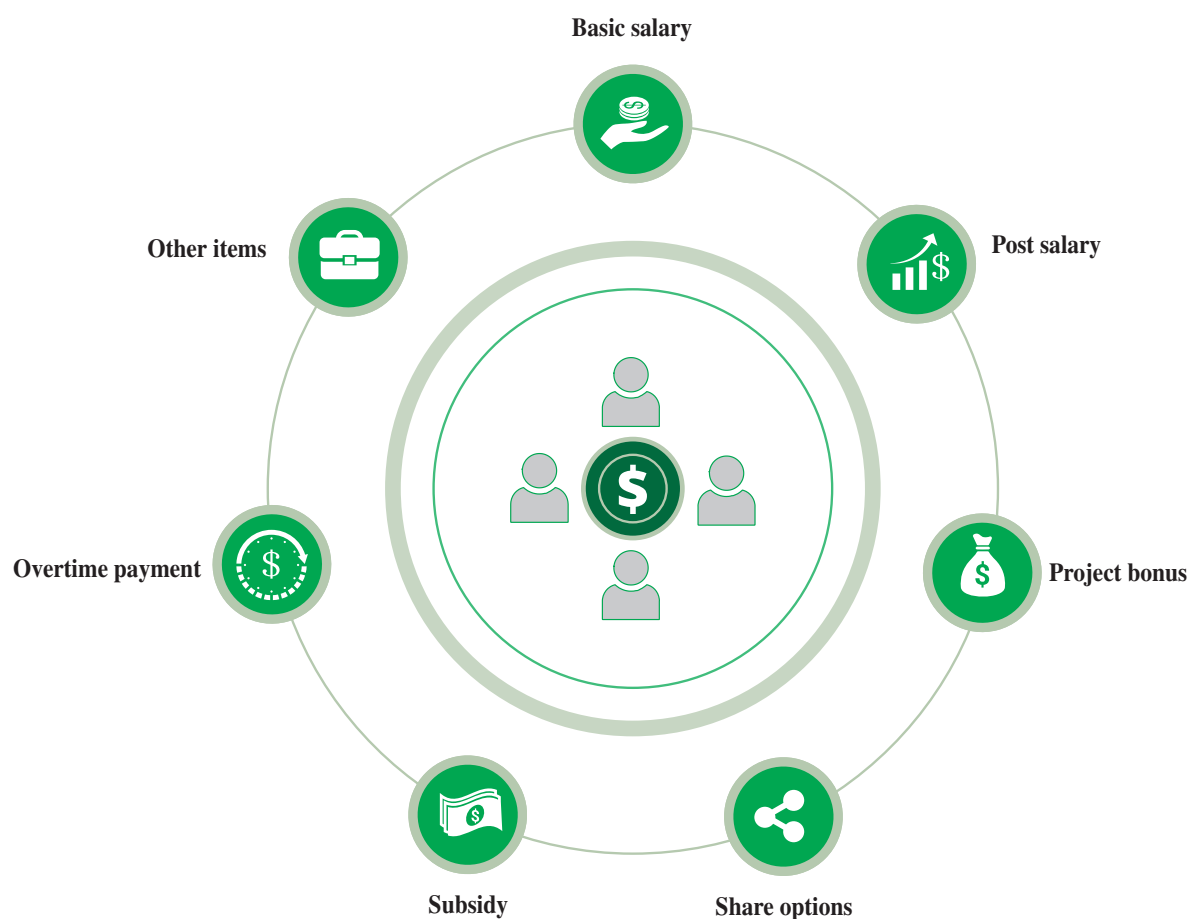 Basic salary
Post salary
Project bonus
Share options
Subsidy
Overtime payment
Other items
$
$
$
$
$
$